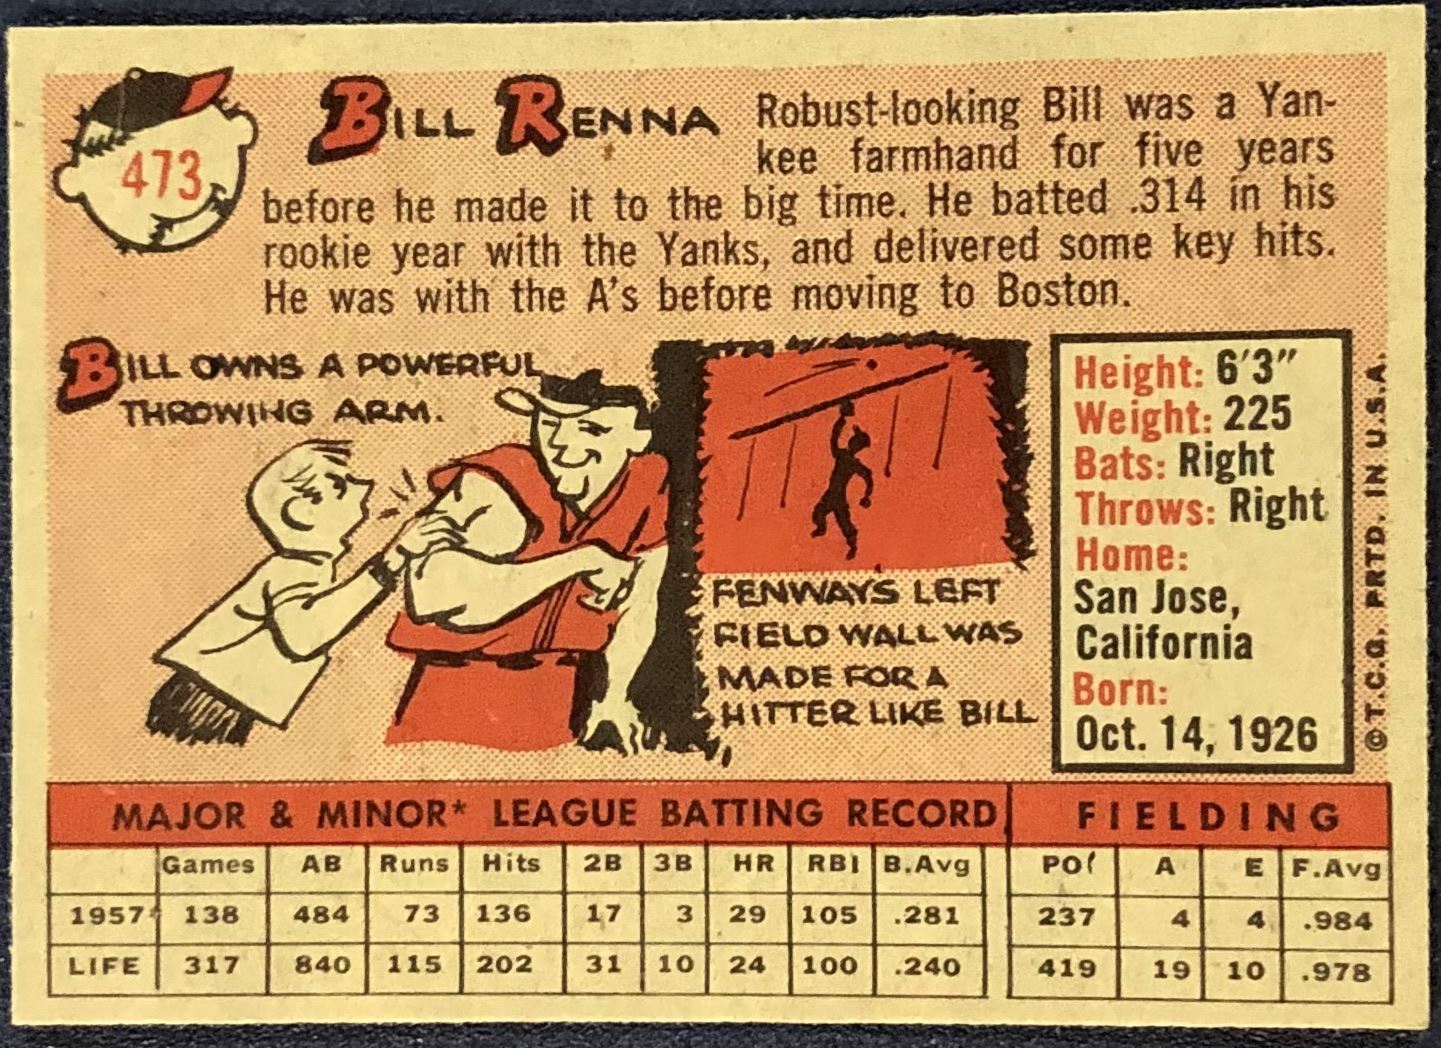 473
BILL RENNA
Robust-looking Bill was a Yan-
kee farmhand for five years
before he made it to the big time. He batted .314 in his
rookie year with the Yanks, and delivered some key hits.
He was with the A's before moving to Boston.
BILL OWNS A POWERFUL
THROWING ARM.
FENWAY'S LEFT
FIELD WALL WAS
MADE FOR A
HITTER LIKE BILL
Height: 6'3"
Weight: 225
Bats: Right
Throws: Right
Home:
San Jose,
California
Born:
Oct. 14, 1926
© T.C.G. PRTD. IN U.S.A.
MAJOR & MINOR* LEAGUE BATTING RECORD FIELDING
Games AB Runs Hits 2B 3B HR RBI B.Avg PO A E F.Avg
1957* 138 484 73 136 17 3 29 105 .281 237 4 4 .984
LIFE 317 840 115 202 31 10 24 100 .240 419 19 10 .978